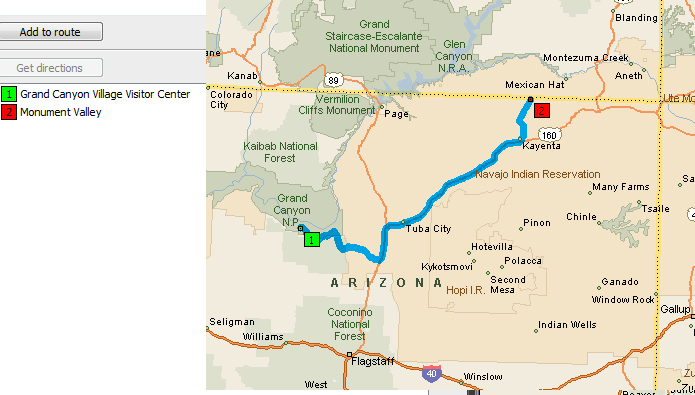 Add to route
Get directions
1 Grand Canyon Village Visitor Center
2 Monument Valley
Grand
Staircase-Escalante
National Monument
Blanding
Glen
Canyon
N.R.A.
Montezuma Creek
Aneth
Mexican Hat
Kanab
89
Colorado
City
Vermilion
Cliffs Monument
Page
2
160
Kayenta
Kaibab National
Forest
Navajo Indian Reservation
Many Farms
Tsaile
Grand
Canyon
N.P.
1
Tuba City
Pinon
Chinle
Hotevilla
Kykotsmovi
Polacca
Second
Mesa
Hopi I.R.
Ganado
Window Rock
ARIZONA
Gallup
Coconino
National
Forest
Seligman
Williams
Indian Wells
Flagstaff
40
Winslow
West